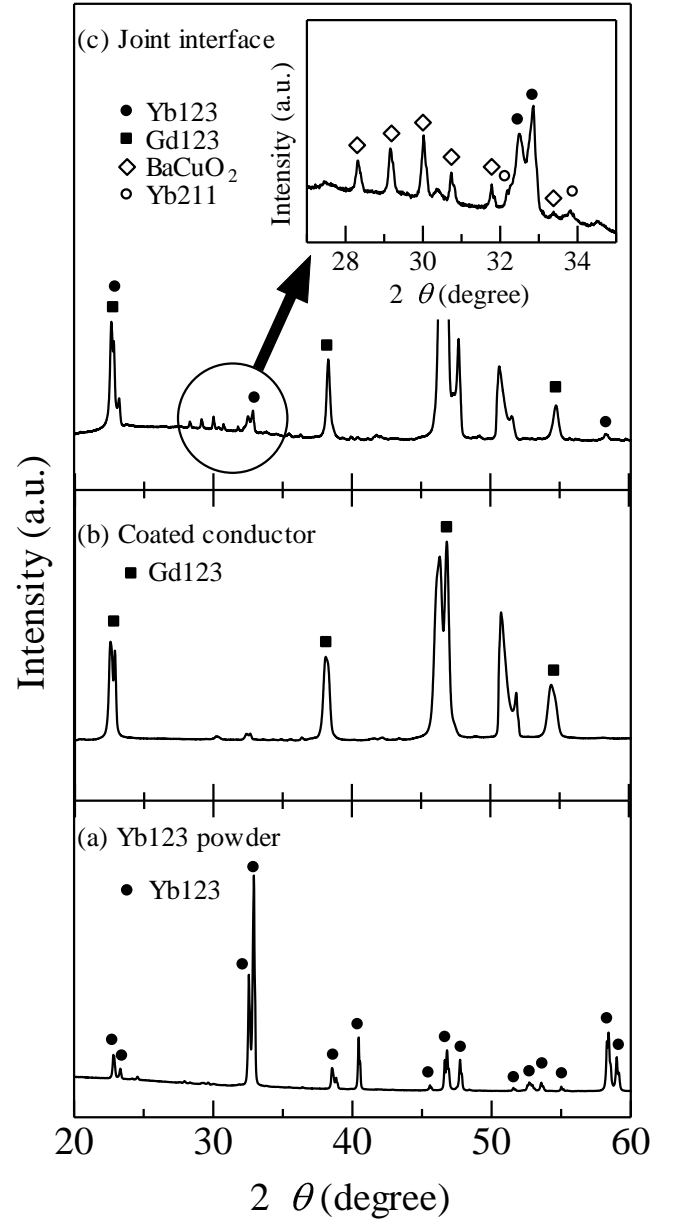 (c) Joint interface
● Yb123
■ Gd123
◇ BaCuO₂
○ Yb211
Intensity (a.u.)
28 30 32 34
2 θ (degree)
Intensity (a.u.)
(b) Coated conductor
■ Gd123
(a) Yb123 powder
● Yb123
20 30 40 50 60
2 θ (degree)